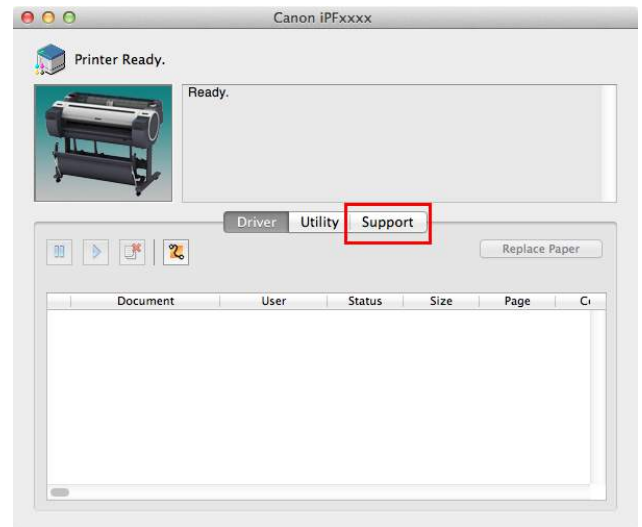 Canon iPFxxxx
Printer Ready.
Ready.
Driver Utility Support
Replace Paper
Document User Status Size Page